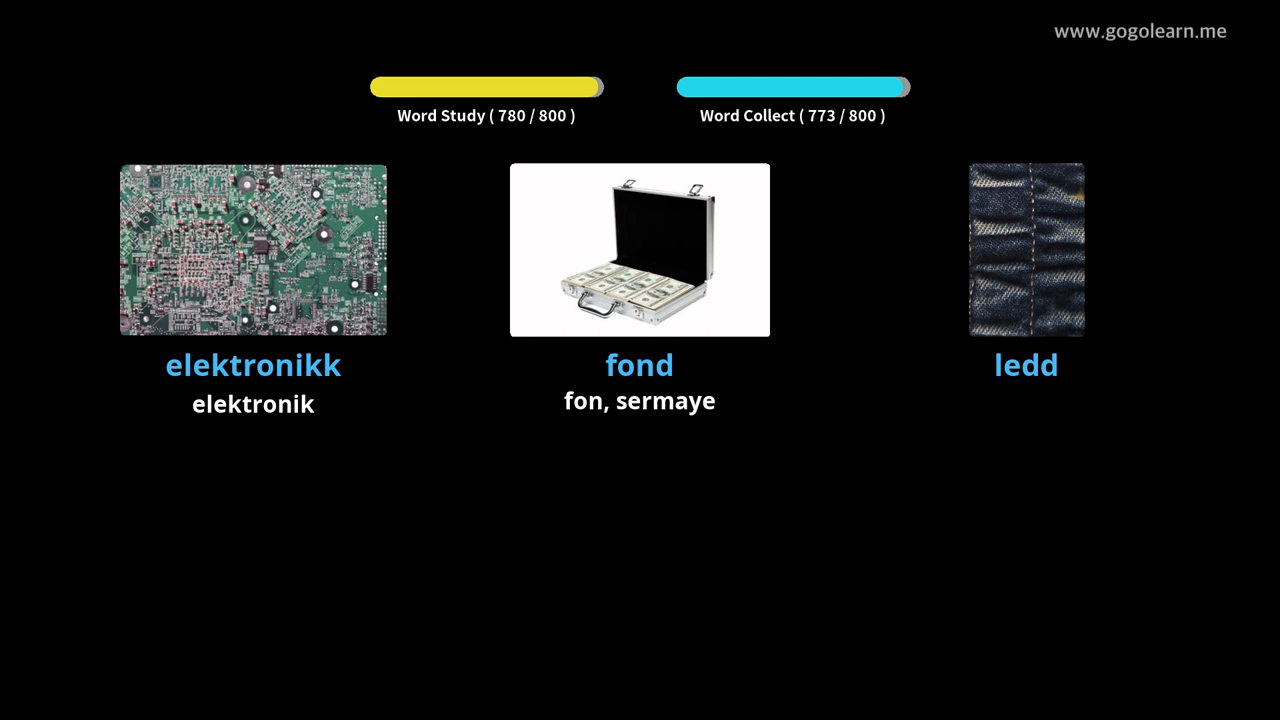 www.gogolearn.me
Word Study ( 780 / 800 )
Word Collect ( 773 / 800 )
elektronikk
elektronik
fond
fon, sermaye
ledd